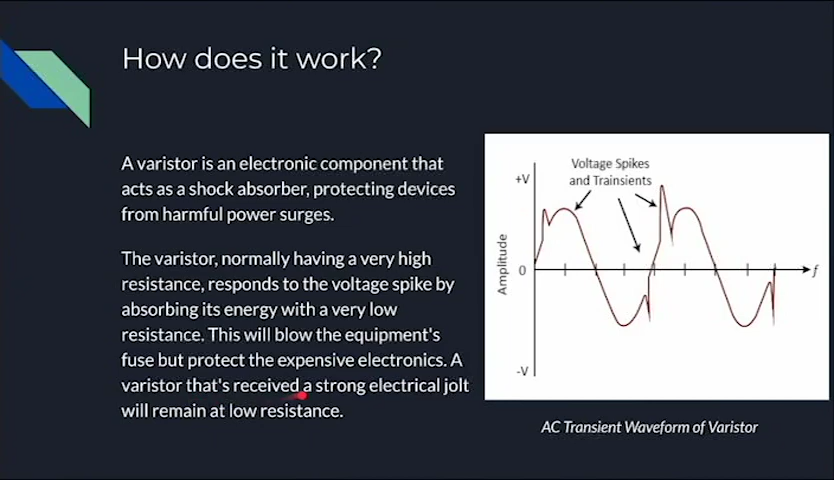 How does it work?
A varistor is an electronic component that
acts as a shock absorber, protecting devices
from harmful power surges.
The varistor, normally having a very high
resistance, responds to the voltage spike by
absorbing its energy with a very low
resistance. This will blow the equipment's
fuse but protect the expensive electronics. A
varistor that's received a strong electrical jolt
will remain at low resistance.
Voltage Spikes
and Trainsients
+V
Amplitude
0
f
-V
AC Transient Waveform of Varistor